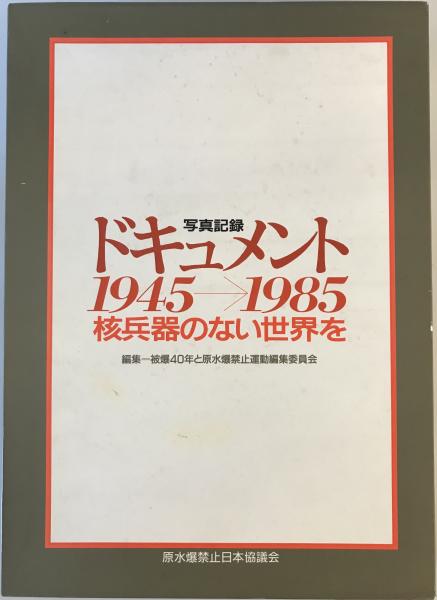 写真記録
ドキュメント
1945→1985
核兵器のない世界を
編集―被爆40年と原水爆禁止運動編集委員会
原水爆禁止日本協議会